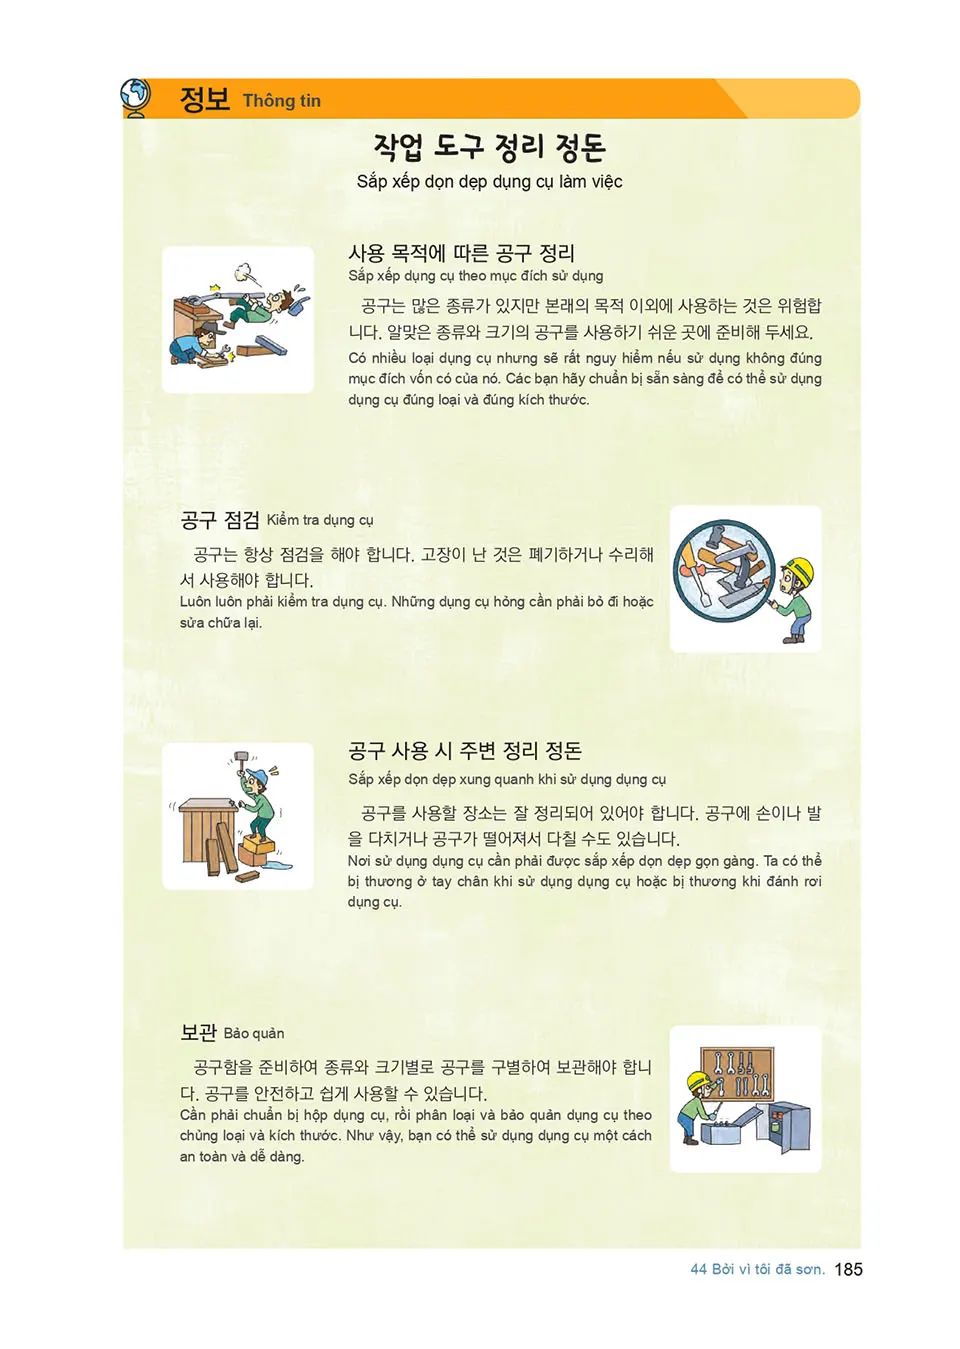 정보 Thông tin
작업 도구 정리 정돈
Sắp xếp dọn dẹp dụng cụ làm việc
사용 목적에 따른 공구 정리
Sắp xếp dụng cụ theo mục đích sử dụng
공구는 많은 종류가 있지만 본래의 목적 이외에 사용하는 것은 위험합
니다. 알맞은 종류와 크기의 공구를 사용하기 쉬운 곳에 준비해 두세요.
Có nhiều loại dụng cụ nhưng sẽ rất nguy hiểm nếu sử dụng không đúng
mục đích vốn có của nó. Các bạn hãy chuẩn bị sẵn sàng để có thể sử dụng
dụng cụ đúng loại và đúng kích thước.
공구 점검 Kiểm tra dụng cụ
공구는 항상 점검을 해야 합니다. 고장이 난 것은 폐기하거나 수리해
서 사용해야 합니다.
Luôn luôn phải kiểm tra dụng cụ. Những dụng cụ hỏng cần phải bỏ đi hoặc
sửa chữa lại.
공구 사용 시 주변 정리 정돈
Sắp xếp dọn dẹp xung quanh khi sử dụng dụng cụ
공구를 사용할 장소는 잘 정리되어 있어야 합니다. 공구에 손이나 발
을 다치거나 공구가 떨어져서 다칠 수도 있습니다.
Nơi sử dụng dụng cụ cần phải được sắp xếp dọn dẹp gọn gàng. Ta có thể
bị thương ở tay chân khi sử dụng dụng cụ hoặc bị thương khi đánh rơi
dụng cụ.
보관 Bảo quản
공구함을 준비하여 종류와 크기별로 공구를 구별하여 보관해야 합니
다. 공구를 안전하고 쉽게 사용할 수 있습니다.
Cần phải chuẩn bị hộp dụng cụ, rồi phân loại và bảo quản dụng cụ theo
chủng loại và kích thước. Như vậy, bạn có thể sử dụng dụng cụ một cách
an toàn và dễ dàng.
44 Bởi vì tôi đã sơn. 185